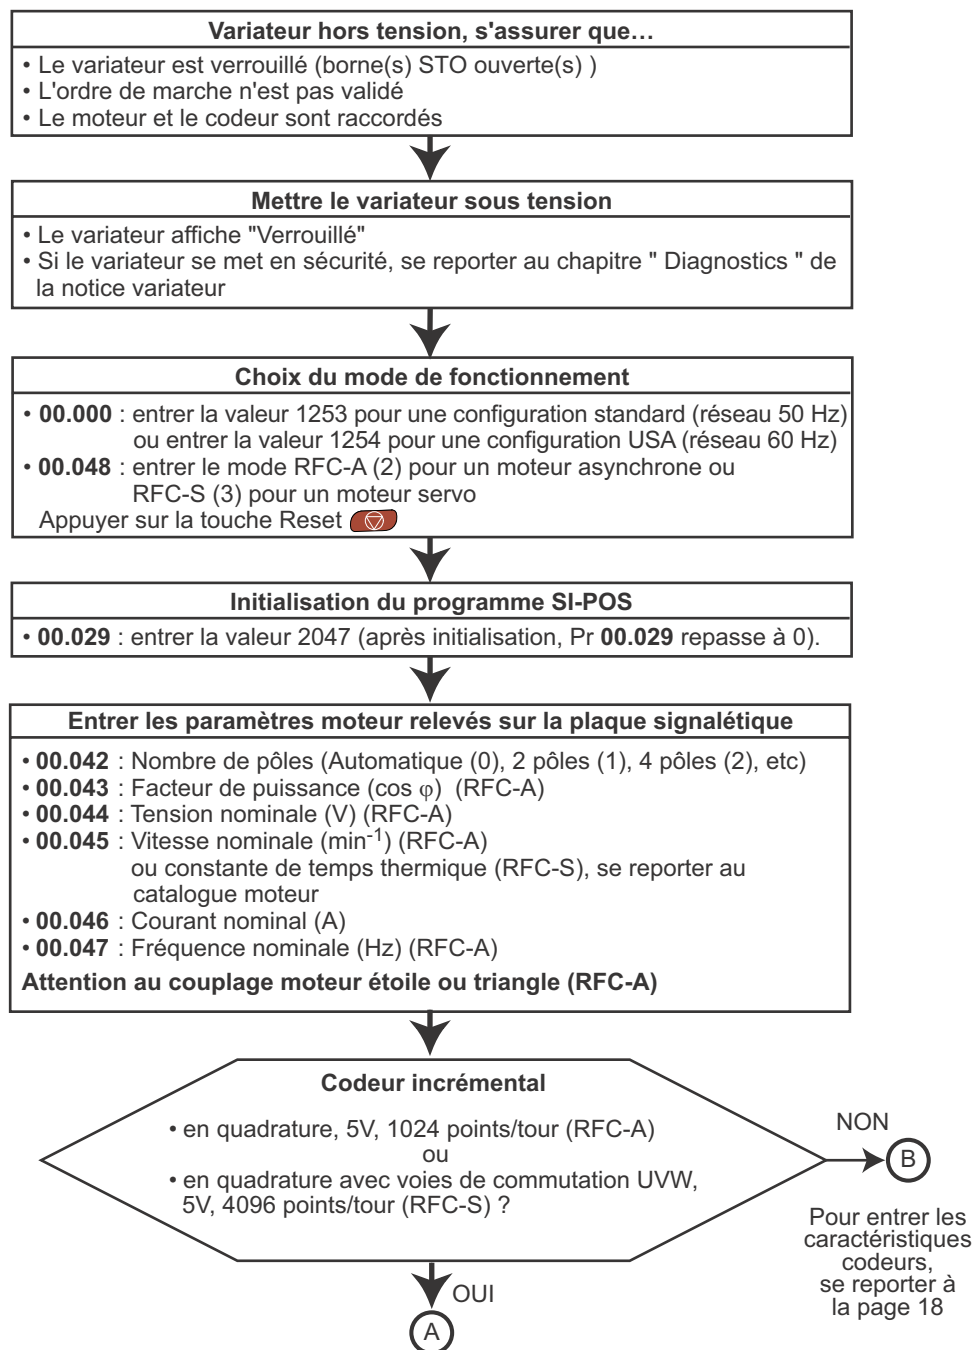 Variateur hors tension, s'assurer que…
• Le variateur est verrouillé (borne(s) STO ouverte(s) )
• L'ordre de marche n'est pas validé
• Le moteur et le codeur sont raccordés
Mettre le variateur sous tension
• Le variateur affiche "Verrouillé"
• Si le variateur se met en sécurité, se reporter au chapitre " Diagnostics " de
la notice variateur
Choix du mode de fonctionnement
• 00.000 : entrer la valeur 1253 pour une configuration standard (réseau 50 Hz)
ou entrer la valeur 1254 pour une configuration USA (réseau 60 Hz)
• 00.048 : entrer le mode RFC-A (2) pour un moteur asynchrone ou
RFC-S (3) pour un moteur servo
Appuyer sur la touche Reset
Initialisation du programme SI-POS
• 00.029 : entrer la valeur 2047 (après initialisation, Pr 00.029 repasse à 0).
Entrer les paramètres moteur relevés sur la plaque signalétique
• 00.042 : Nombre de pôles (Automatique (0), 2 pôles (1), 4 pôles (2), etc)
• 00.043 : Facteur de puissance (cos φ) (RFC-A)
• 00.044 : Tension nominale (V) (RFC-A)
• 00.045 : Vitesse nominale (min⁻¹) (RFC-A)
ou constante de temps thermique (RFC-S), se reporter au
catalogue moteur
• 00.046 : Courant nominal (A)
• 00.047 : Fréquence nominale (Hz) (RFC-A)
Attention au couplage moteur étoile ou triangle (RFC-A)
Codeur incrémental
• en quadrature, 5V, 1024 points/tour (RFC-A)
ou
• en quadrature avec voies de commutation UVW,
5V, 4096 points/tour (RFC-S) ?
NON
B
Pour entrer les
caractéristiques
codeurs,
se reporter à
la page 18
OUI
A